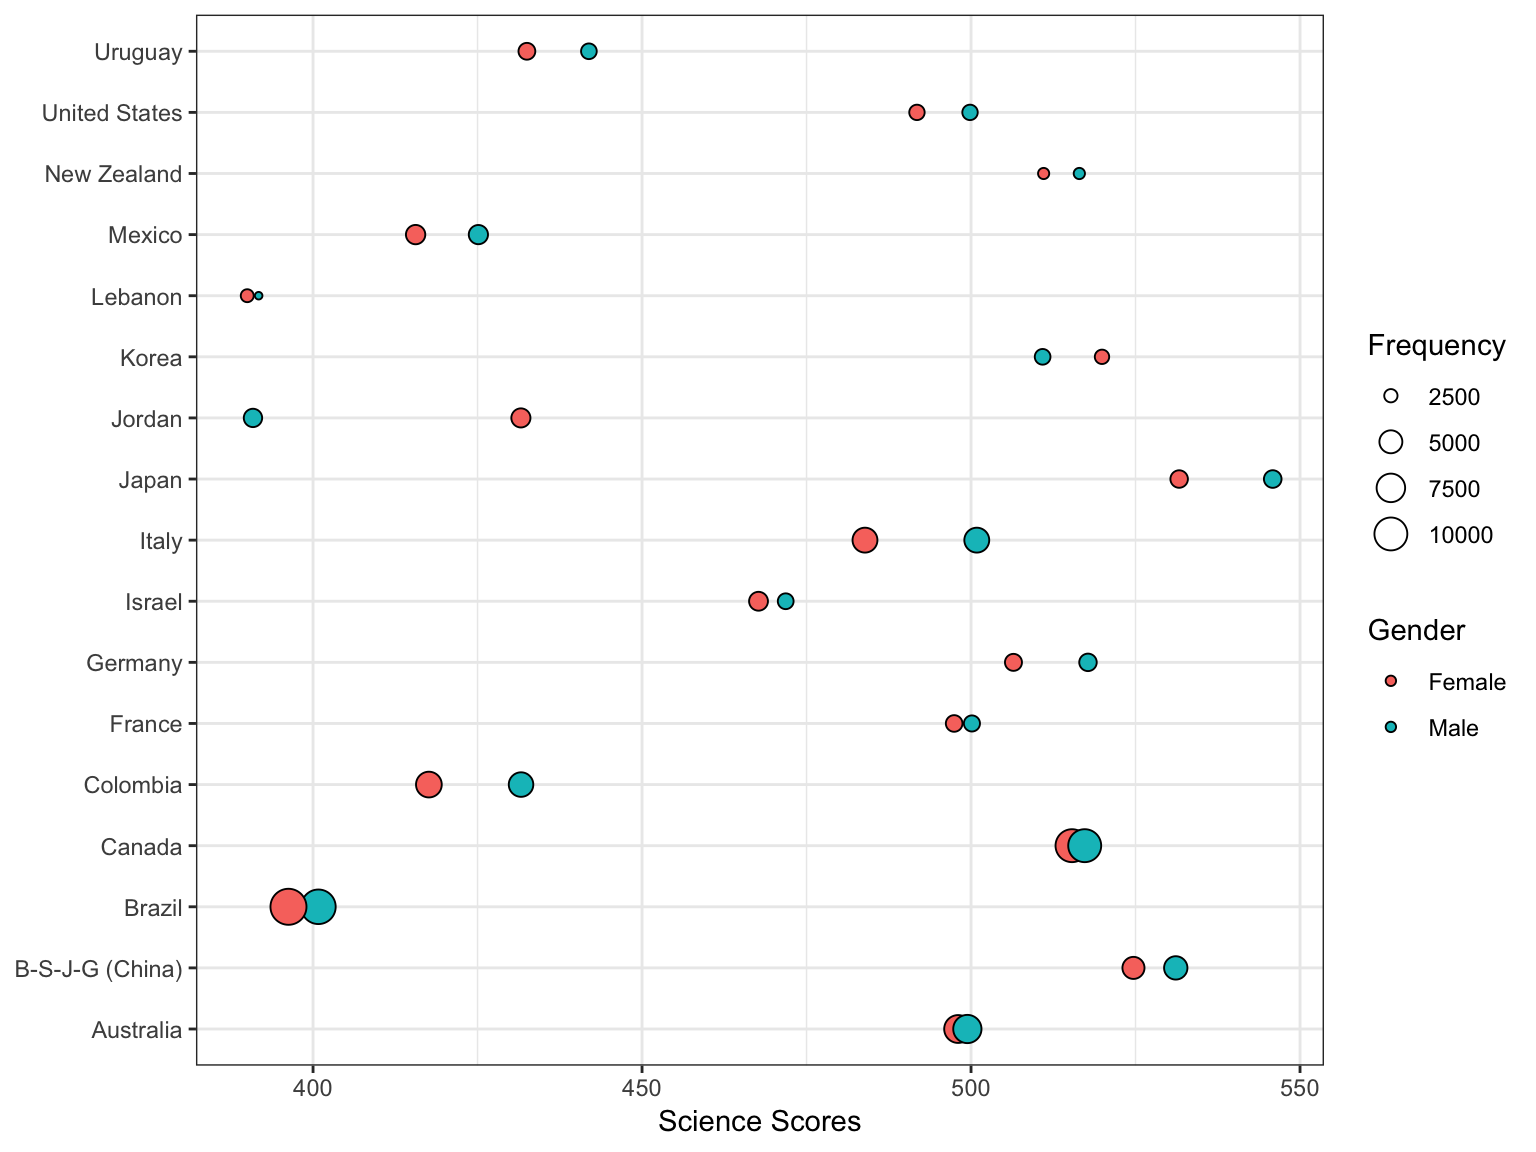 Uruguay
United States
New Zealand
Mexico
Lebanon
Korea
Jordan
Japan
Italy
Israel
Germany
France
Colombia
Canada
Brazil
B-S-J-G (China)
Australia
400 450 500 550
Science Scores
Frequency
2500
5000
7500
10000
Gender
Female
Male